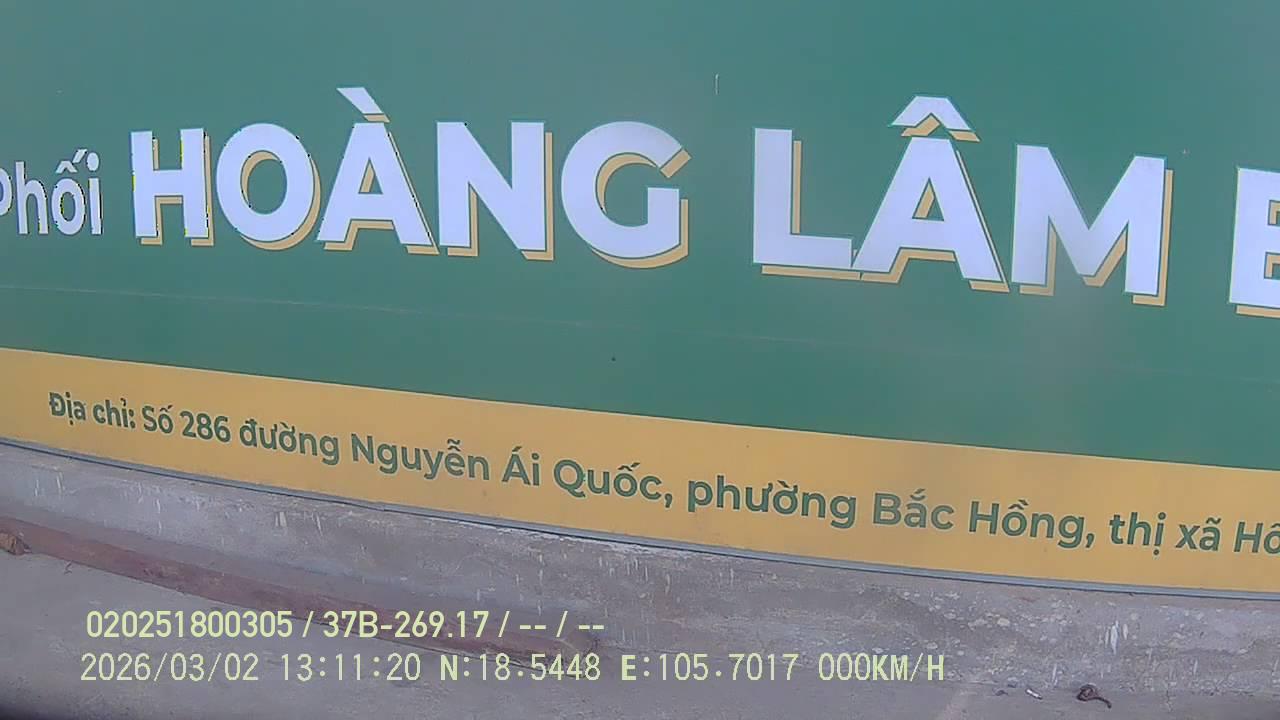 Phối HOÀNG LÂM
Địa chỉ: Số 286 đường Nguyễn Ái Quốc, phường Bắc Hồng, thị xã
020251800305 / 37B-269.17 / -- / --
2026/03/02 13:11:20 N:18.5448 E:105.7017 000KM/H